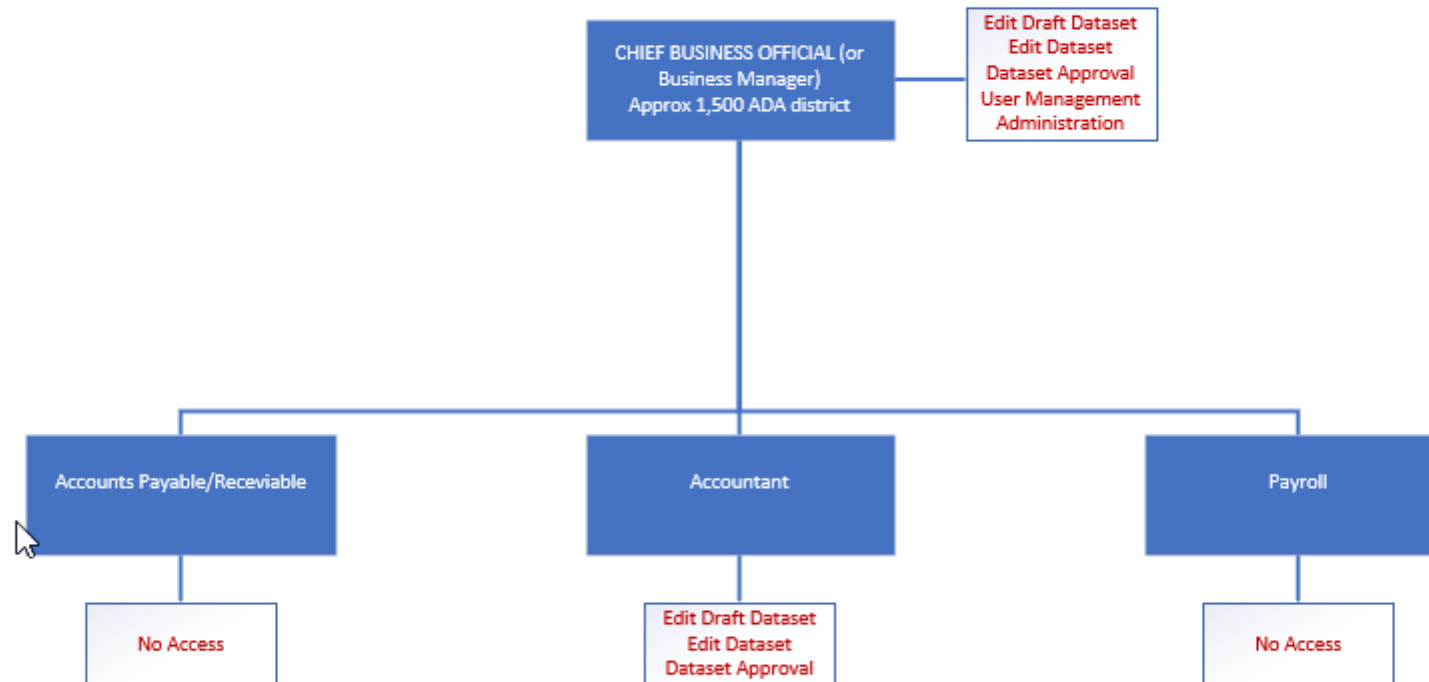 CHIEF BUSINESS OFFICIAL (or
Business Manager)
Approx 1,500 ADA district
Edit Draft Dataset
Edit Dataset
Dataset Approval
User Management
Administration
Accounts Payable/Receviable
Accountant
Payroll
No Access
Edit Draft Dataset
Edit Dataset
Dataset Approval
No Access